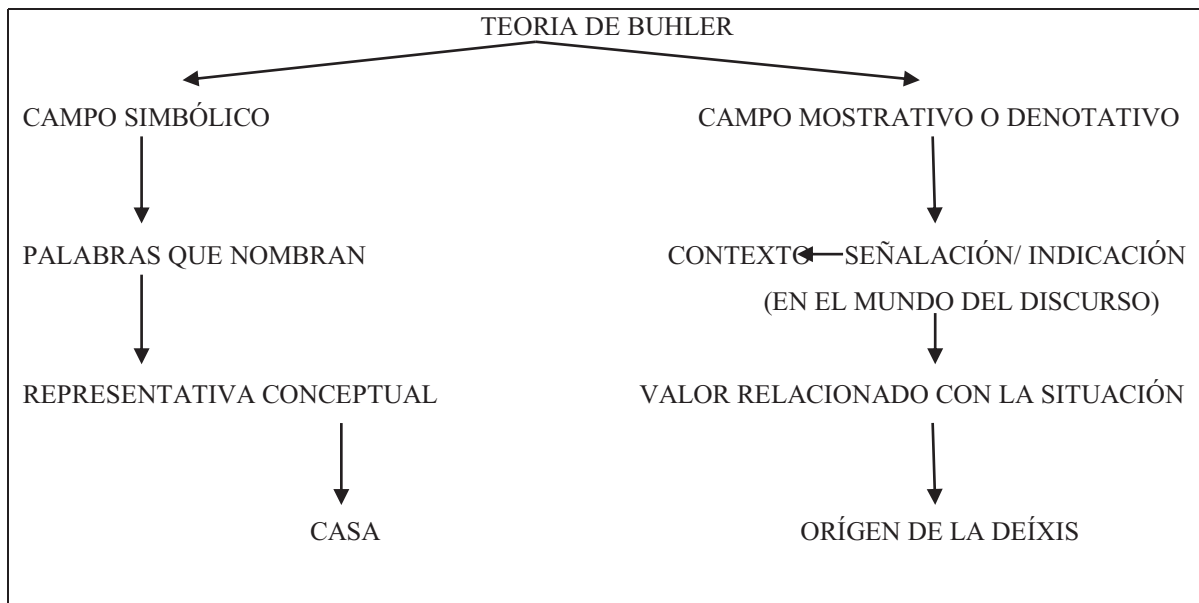 TEORIA DE BUHLER
CAMPO SIMBÓLICO
CAMPO MOSTRATIVO O DENOTATIVO
PALABRAS QUE NOMBRAN
CONTEXTO SEÑALACIÓN/ INDICACIÓN
(EN EL MUNDO DEL DISCURSO)
REPRESENTATIVA CONCEPTUAL
VALOR RELACIONADO CON LA SITUACIÓN
CASA
ORÍGEN DE LA DEÍXIS